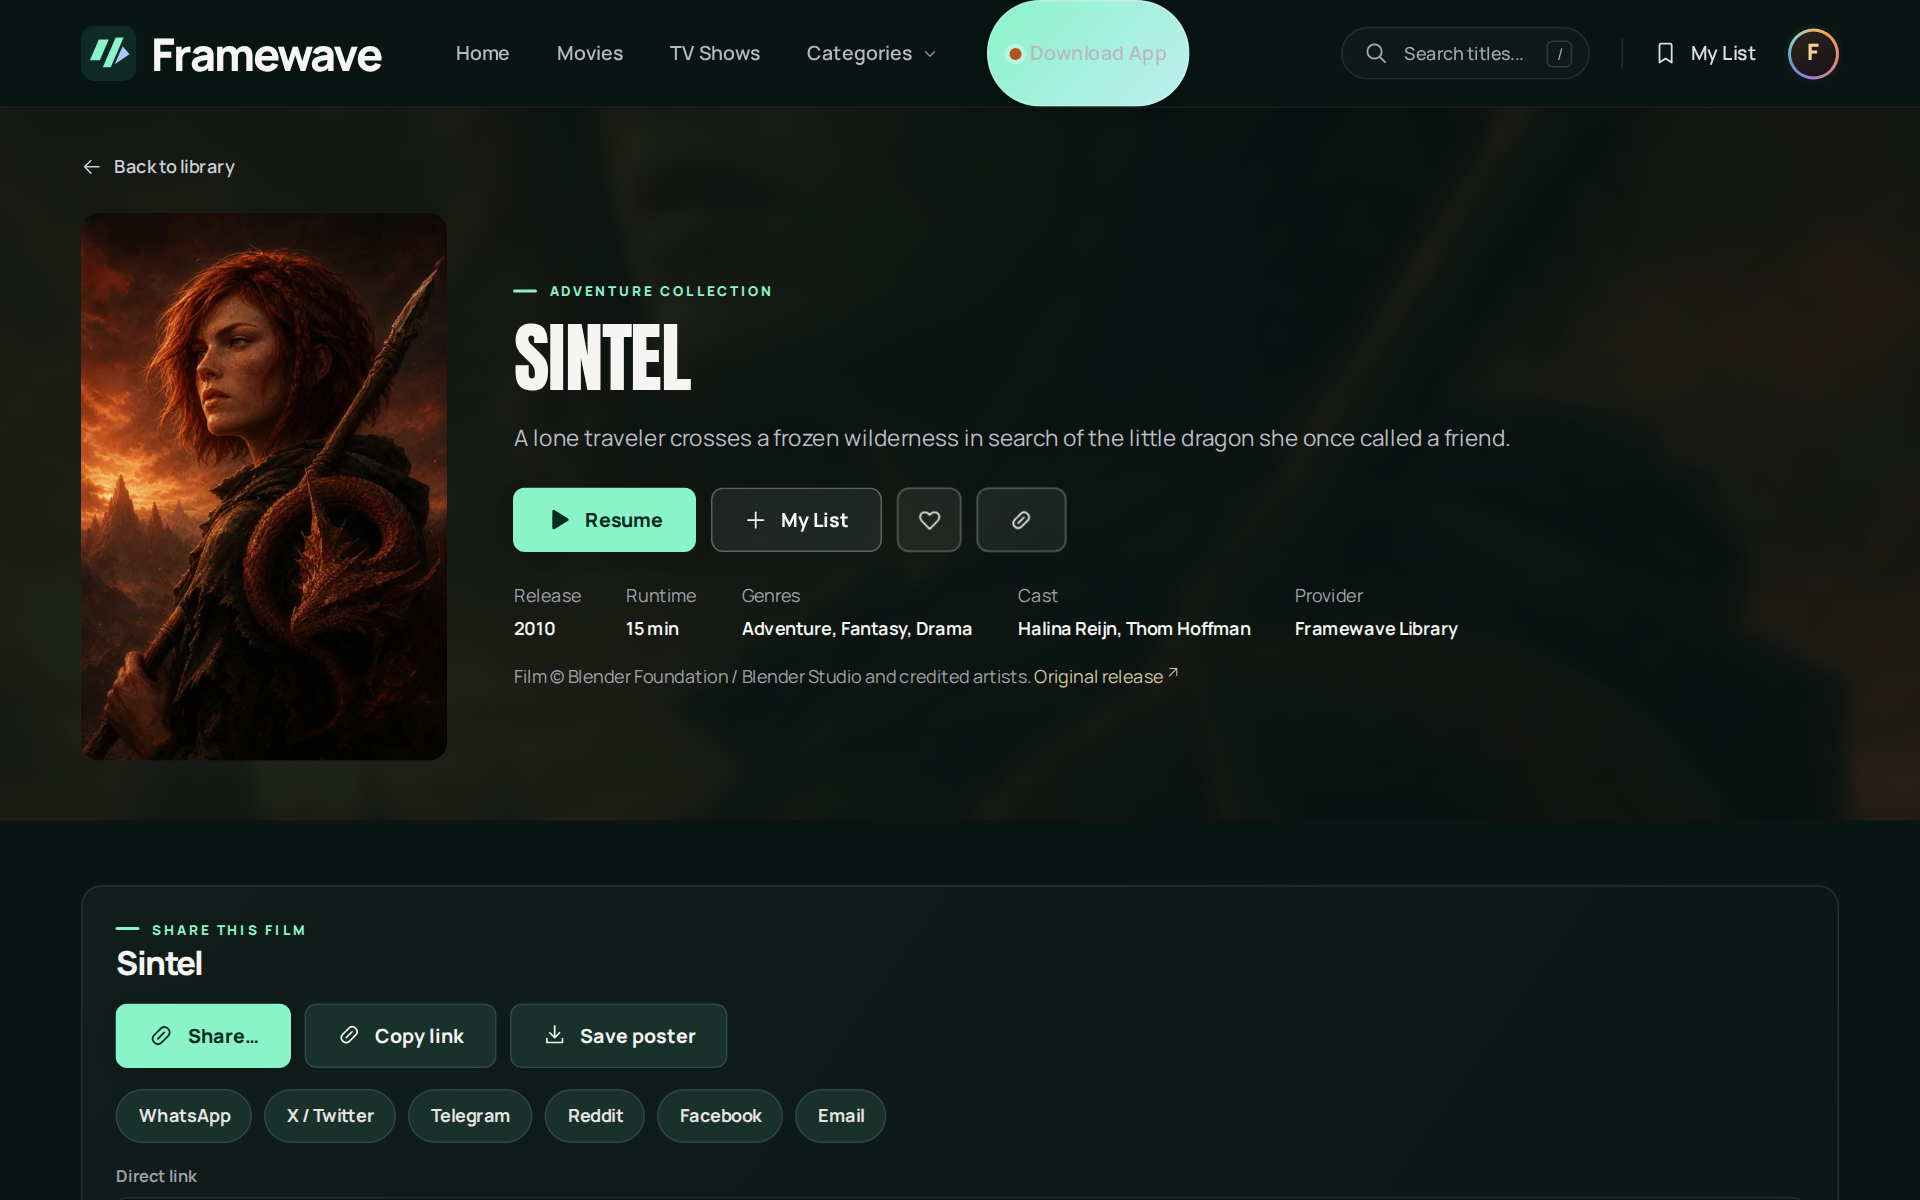 Framewave
Home
Movies
TV Shows
Categories
Download App
Search titles...
/
My List
F
Back to library
ADVENTURE COLLECTION
SINTEL
A lone traveler crosses a frozen wilderness in search of the little dragon she once called a friend.
Resume
My List
Release
Runtime
Genres
Cast
Provider
2010
15 min
Adventure, Fantasy, Drama
Halina Reijn, Thom Hoffman
Framewave Library
Film © Blender Foundation / Blender Studio and credited artists. Original release ↗
SHARE THIS FILM
Sintel
Share...
Copy link
Save poster
WhatsApp
X / Twitter
Telegram
Reddit
Facebook
Email
Direct link